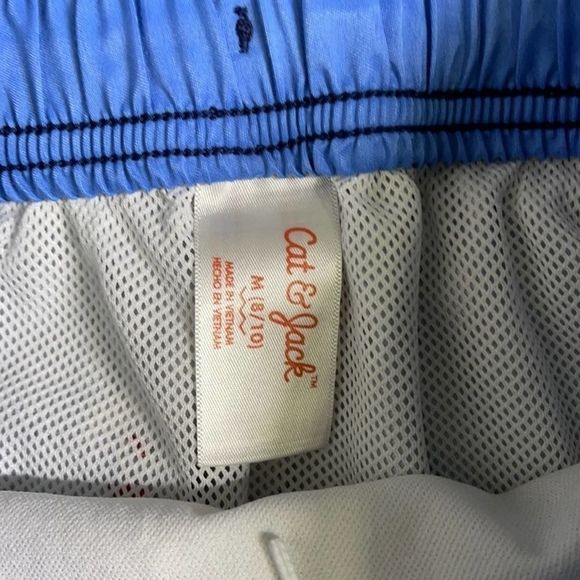 Cat & Jack™
M (8/10)
MADE IN VIETNAM
HECHO EN VIETNAM